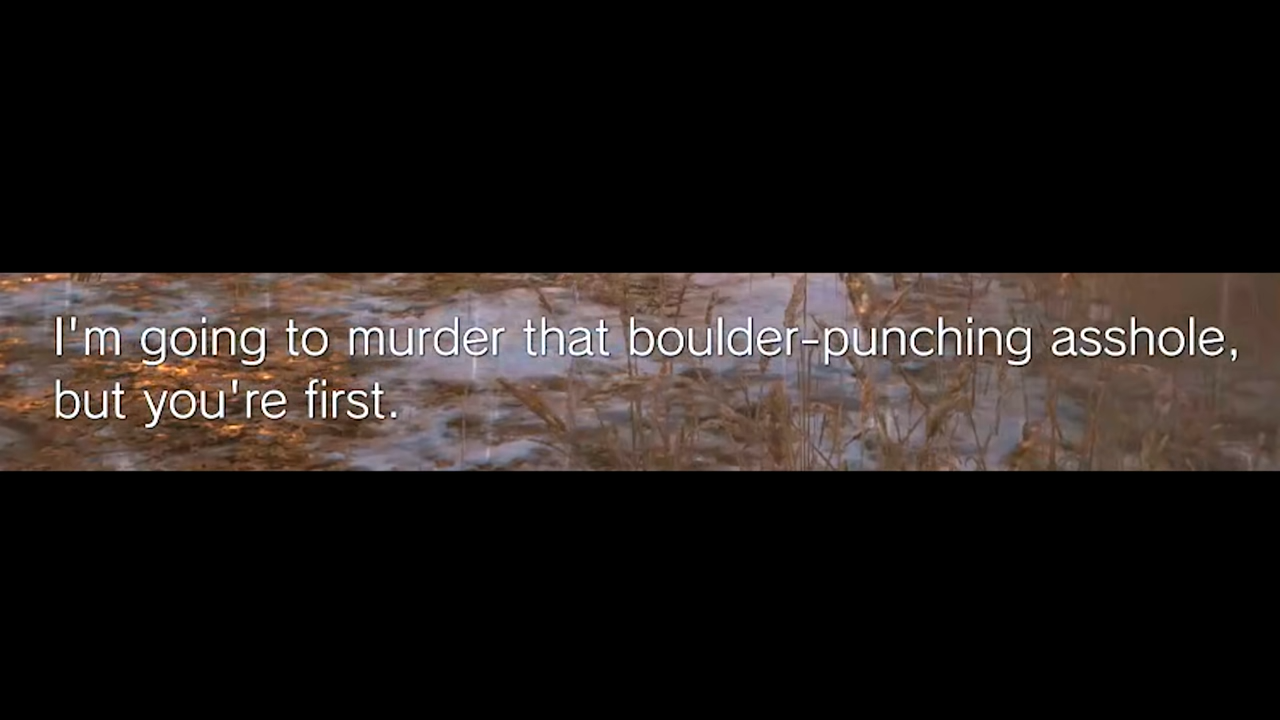 I'm going to murder that boulder-punching asshole,
but you're first.